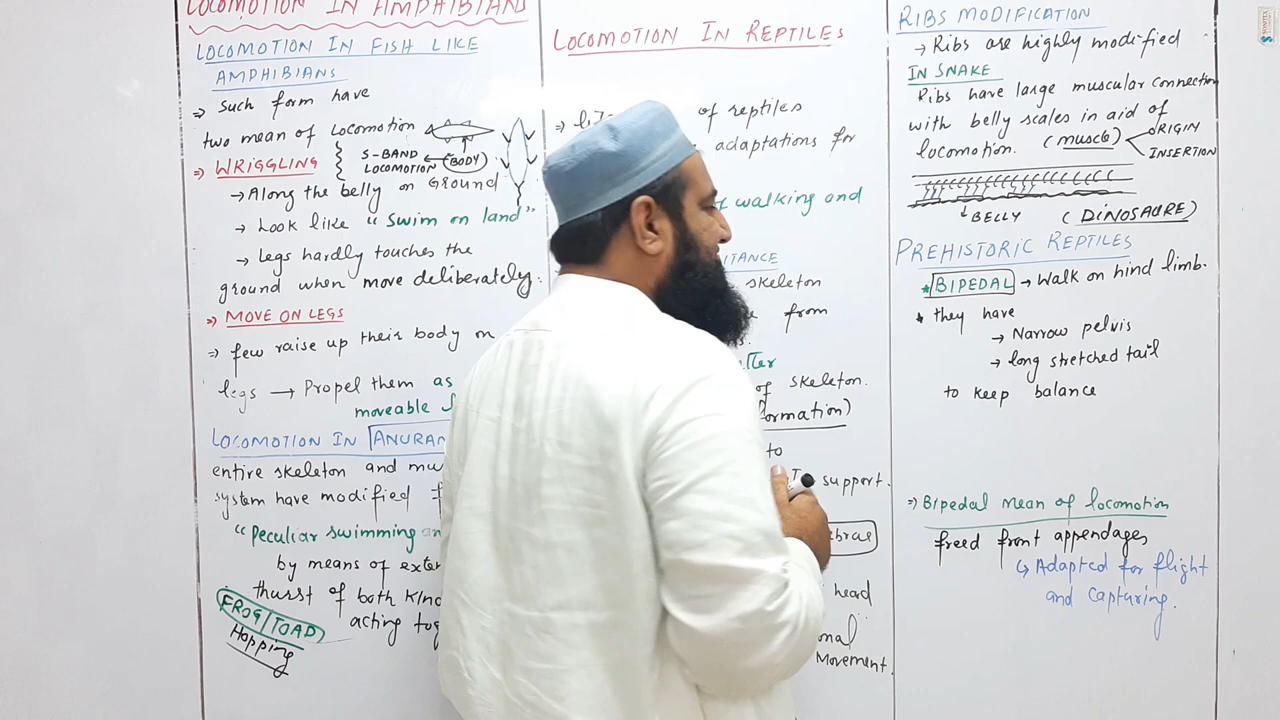 LOCOMOTION IN AMPHIBIANS
LOCOMOTION IN FISH LIKE
AMPHIBIANS
⇒ Such form have
two mean of Locomotion
⇒ WRIGGLING
S-BAND
LOCOMOTION
BODY
→ Along the belly on Ground
→ Look like "Swim on land"
→ Legs hardly touches the
ground when move deliberately.
⇒ MOVE ON LEGS
⇒ few raise up their body on
legs → Propel them as
moveable
LOCOMOTION IN ANURAN
entire skeleton and
system have modified
"Peculiar swimming
by means of
thurst of both
acting
FROG/TOAD
Hopping
LOCOMOTION IN REPTILES
⇒ of reptiles
adaptations for
walking and
skeleton
from
of skeleton.
to
support.
head
Movement.
RIBS MODIFICATION
→ Ribs are highly modified
IN SNAKE
Ribs have large muscular connection
with belly scales in aid of
locomotion. (muscle)
ORIGIN
INSERTION
↓ BELLY (DINOSAURE)
PREHISTORIC REPTILES
* BIPEDAL → Walk on hind limb.
* they have
→ Narrow pelvis
→ long stretched tail
to keep balance
⇒ Bipedal mean of locomotion
freed front appendages
↳ Adapted for flight
and capturing.